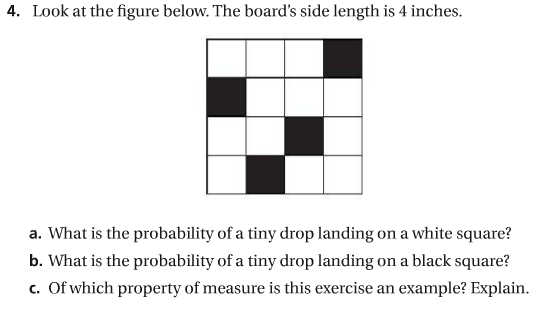 4. Look at the figure below. The board's side length is 4 inches.
a. What is the probability of a tiny drop landing on a white square?
b. What is the probability of a tiny drop landing on a black square?
c. Of which property of measure is this exercise an example? Explain.